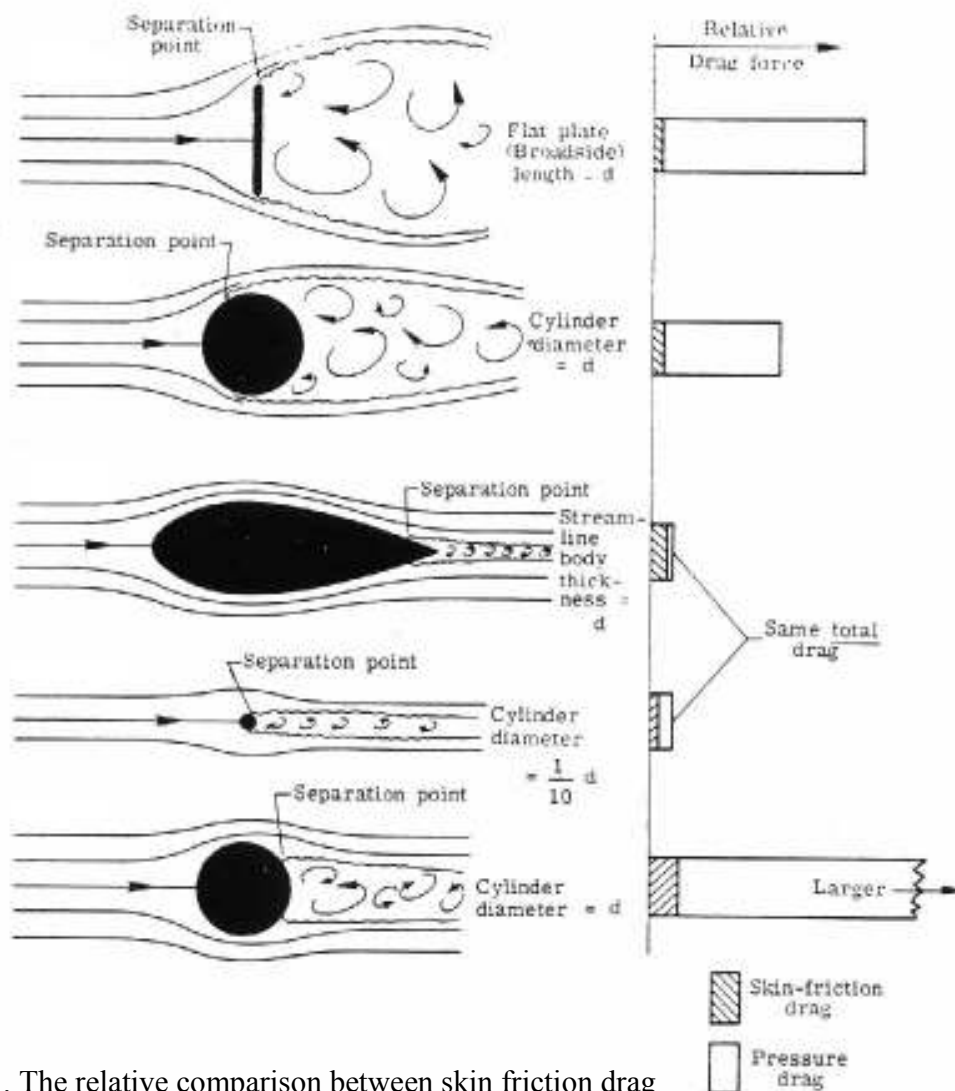 Separation
point
Relative
Drag force
Flat plate
(Broadside)
length = d
Separation point
Cylinder
diameter
= d
Separation point
Stream-
line
body
thick-
ness =
d
Same total
drag
Separation point
Cylinder
diameter
= 1/10 d
Separation point
Cylinder
diameter = d
Larger
Skin-friction
drag
Pressure
drag
. The relative comparison between skin friction drag